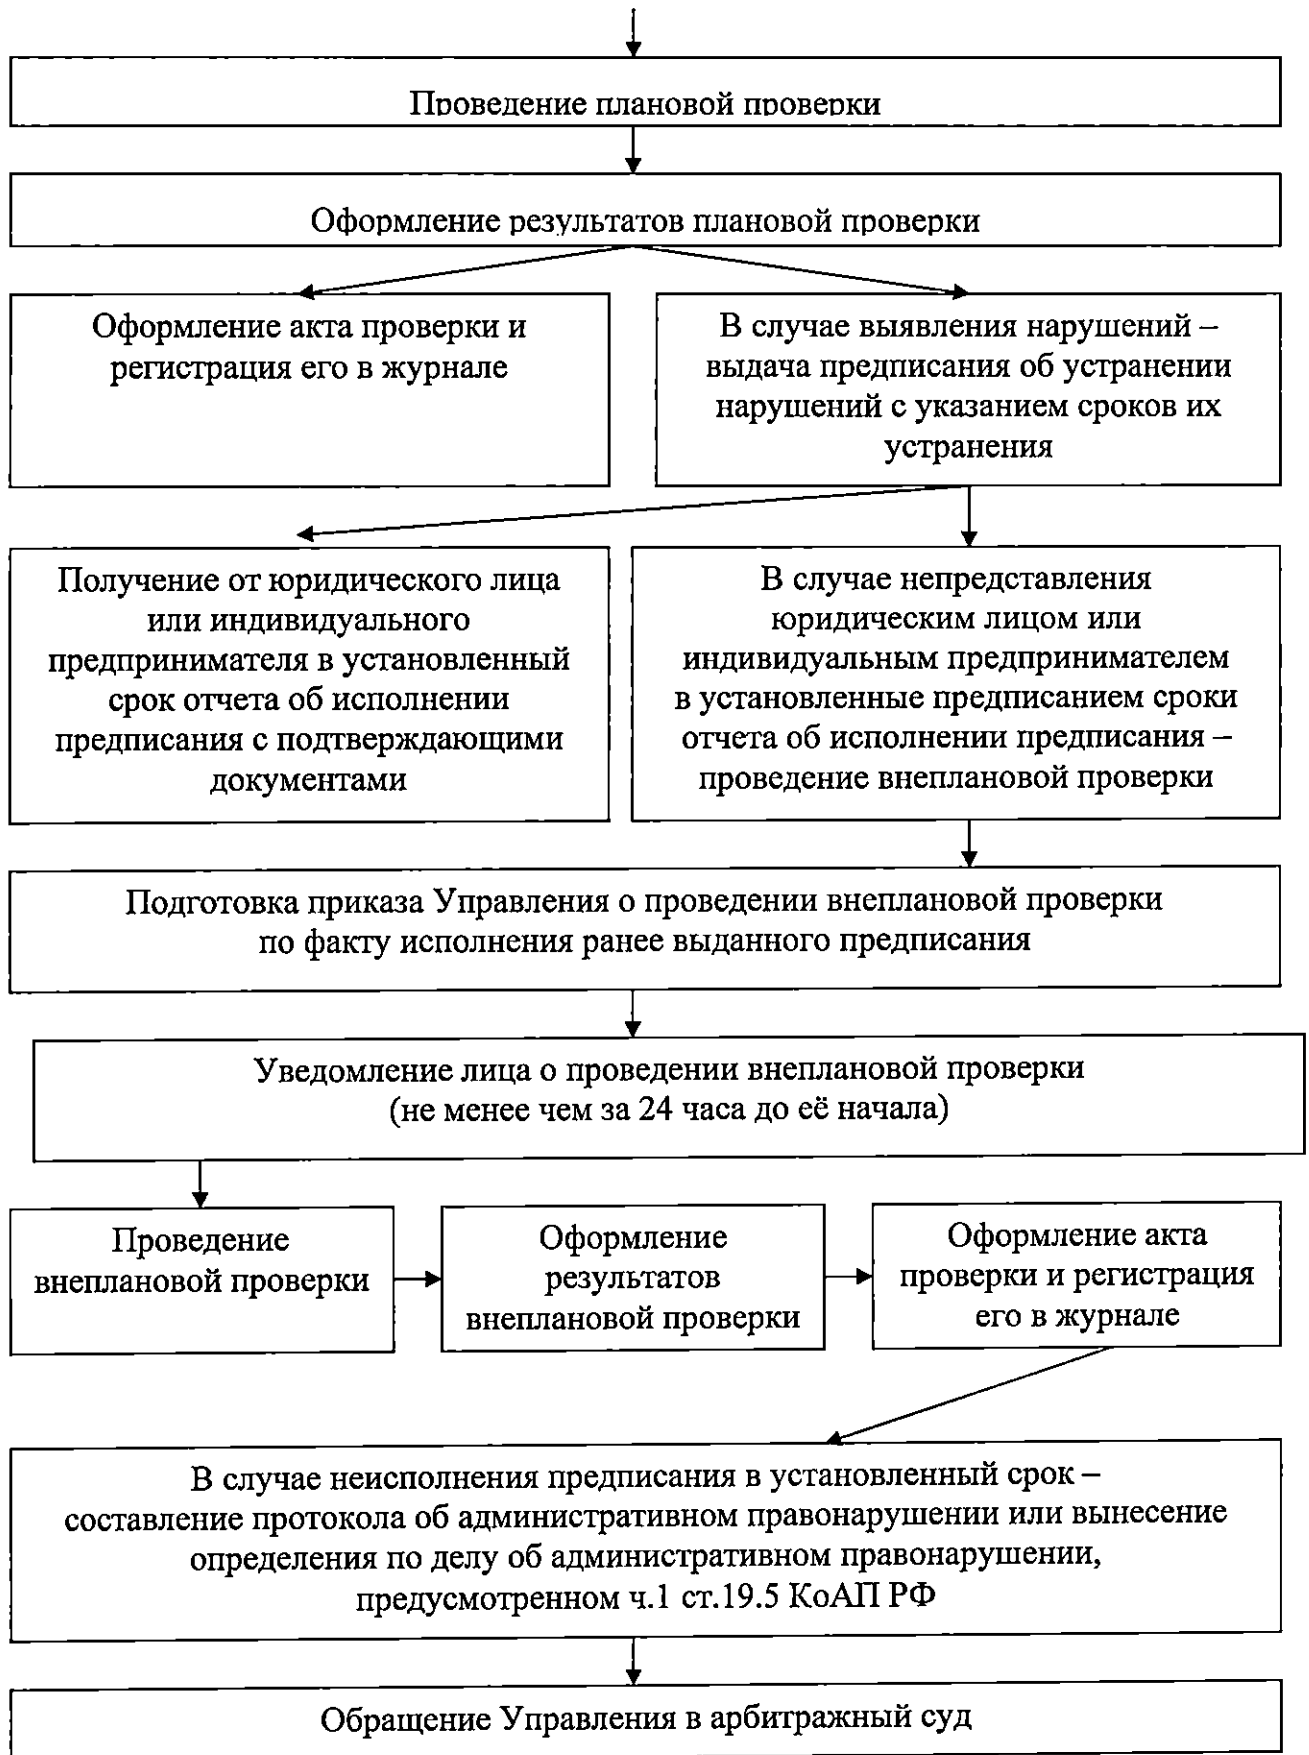 Проведение плановой проверки
Оформление результатов плановой проверки
Оформление акта проверки и
регистрация его в журнале
В случае выявления нарушений –
выдача предписания об устранении
нарушений с указанием сроков их
устранения
Получение от юридического лица
или индивидуального
предпринимателя в установленный
срок отчета об исполнении
предписания с подтверждающими
документами
В случае непредставления
юридическим лицом или
индивидуальным предпринимателем
в установленные предписанием сроки
отчета об исполнении предписания –
проведение внеплановой проверки
Подготовка приказа Управления о проведении внеплановой проверки
по факту исполнения ранее выданного предписания
Уведомление лица о проведении внеплановой проверки
(не менее чем за 24 часа до её начала)
Проведение
внеплановой проверки
Оформление
результатов
внеплановой проверки
Оформление акта
проверки и регистрация
его в журнале
В случае неисполнения предписания в установленный срок –
составление протокола об административном правонарушении или вынесение
определения по делу об административном правонарушении,
предусмотренном ч.1 ст.19.5 КоАП РФ
Обращение Управления в арбитражный суд